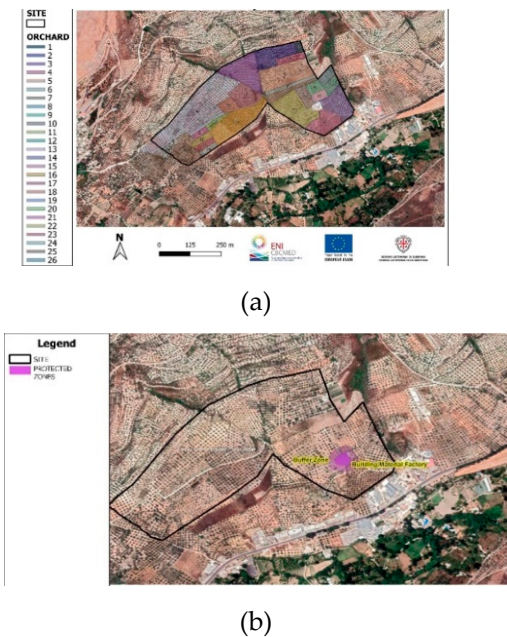 SITE
ORCHARD
1
2
3
4
5
6
7
8
9
10
11
12
13
14
15
16
17
18
19
20
21
22
23
24
25
26
N
0 125 250 m
ENI
CBCMED
(a)
Legend
SITE
PROTECTED
ZONES
Buffer Zone
Building Material Factory
(b)